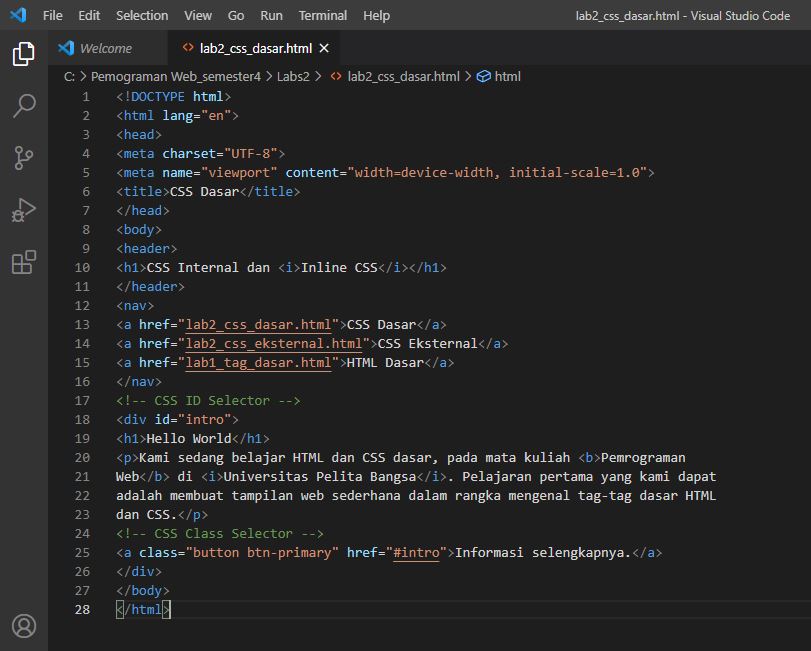 File Edit Selection View Go Run Terminal Help lab2_css_dasar.html - Visual Studio Code
Welcome lab2_css_dasar.html
C: > Pemograman Web_semester4 > Labs2 > lab2_css_dasar.html > html
1 <!DOCTYPE html>
2 <html lang="en">
3 <head>
4 <meta charset="UTF-8">
5 <meta name="viewport" content="width=device-width, initial-scale=1.0">
6 <title>CSS Dasar</title>
7 </head>
8 <body>
9 <header>
10 <h1>CSS Internal dan <i>Inline CSS</i></h1>
11 </header>
12 <nav>
13 <a href="lab2_css_dasar.html">CSS Dasar</a>
14 <a href="lab2_css_eksternal.html">CSS Eksternal</a>
15 <a href="lab1_tag_dasar.html">HTML Dasar</a>
16 </nav>
17 <!-- CSS ID Selector -->
18 <div id="intro">
19 <h1>Hello World</h1>
20 <p>Kami sedang belajar HTML dan CSS dasar, pada mata kuliah <b>Pemrograman
21 Web</b> di <i>Universitas Pelita Bangsa</i>. Pelajaran pertama yang kami dapat
22 adalah membuat tampilan web sederhana dalam rangka mengenal tag-tag dasar HTML
23 dan CSS.</p>
24 <!-- CSS Class Selector -->
25 <a class="button btn-primary" href="#intro">Informasi selengkapnya.</a>
26 </div>
27 </body>
28 </html>